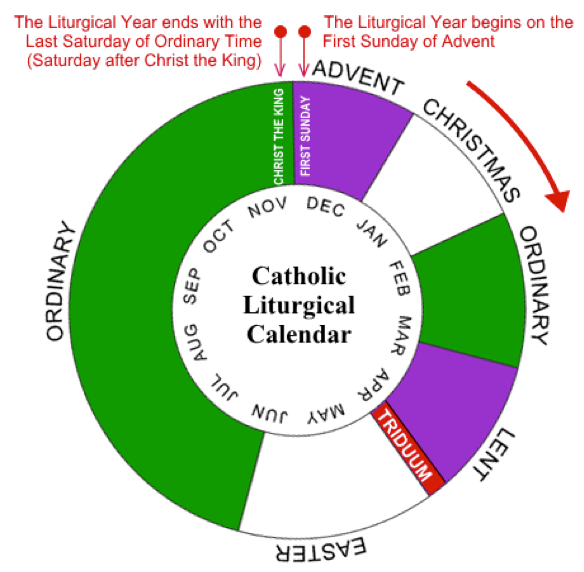 The Liturgical Year ends with the
Last Saturday of Ordinary Time
(Saturday after Christ the King)
The Liturgical Year begins on the
First Sunday of Advent
ADVENT
CHRISTMAS
ORDINARY
LENT
TRIDUUM
EASTER
ORDINARY
CHRIST THE KING
FIRST SUNDAY
DEC
JAN
FEB
MAR
APR
MAY
JUN
JUL
AUG
SEP
OCT
NOV
Catholic
Liturgical
Calendar